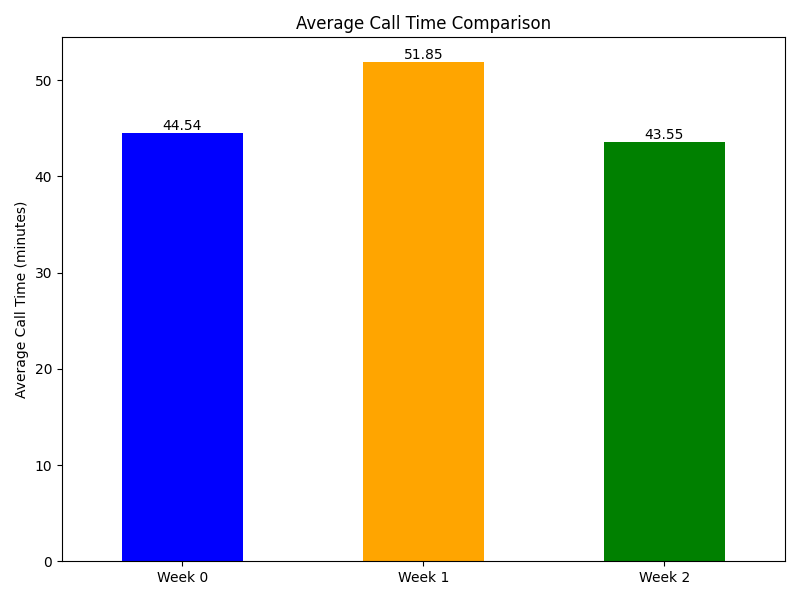 Average Call Time Comparison
Average Call Time (minutes)
50
40
30
20
10
0
44.54
51.85
43.55
Week 0
Week 1
Week 2